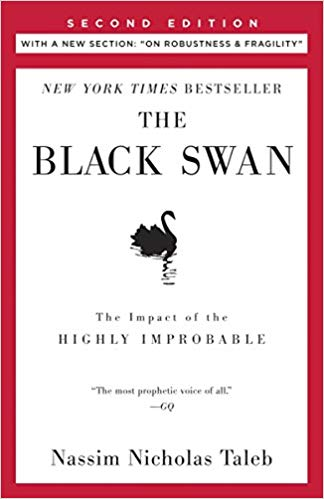 SECOND EDITION
WITH A NEW SECTION: "ON ROBUSTNESS & FRAGILITY"
NEW YORK TIMES BESTSELLER
THE
BLACK SWAN
The Impact of the
HIGHLY IMPROBABLE
"The most prophetic voice of all."
—GQ
Nassim Nicholas Taleb